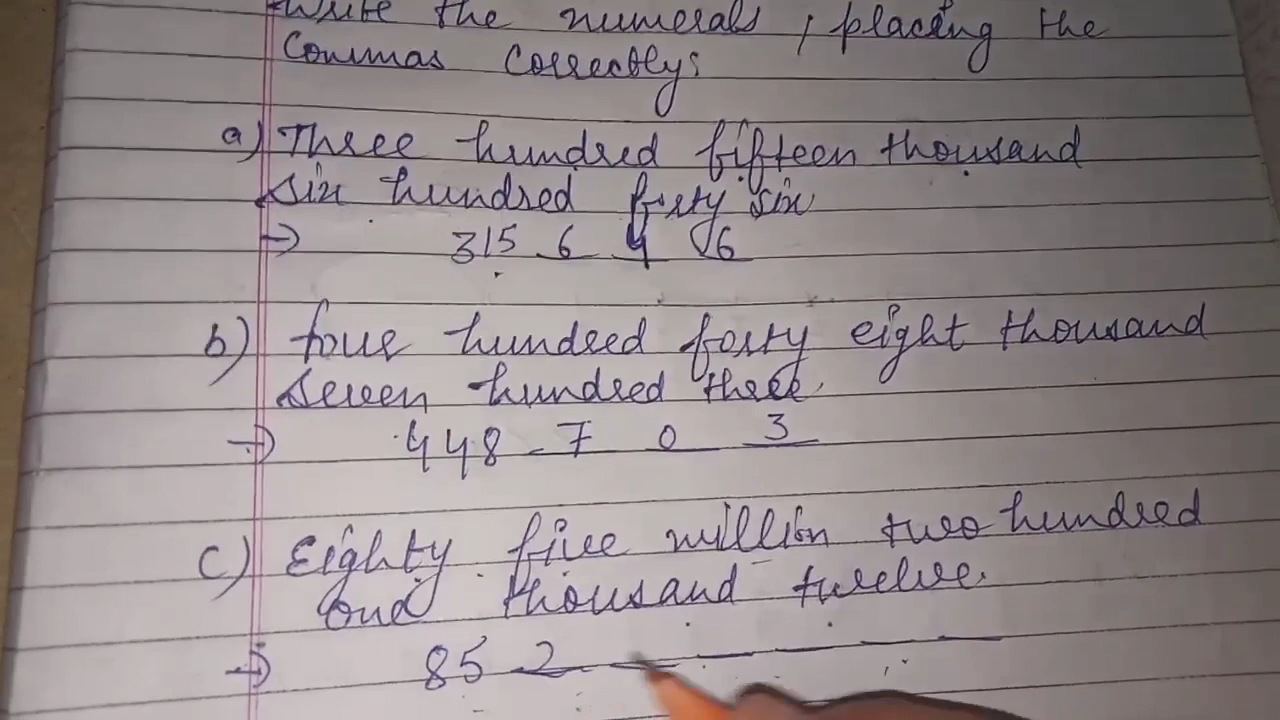 Write the numerals, placing the
Commas correctly:
a) Three hundred fifteen thousand
six hundred forty six
→ 315 6 4 6
b) four hundred forty eight thousand
seven hundred three.
→ 448 - 7 0 3
c) Eighty five million two hundred
one thousand twelve.
→ 85 2 _ _ _ _ _